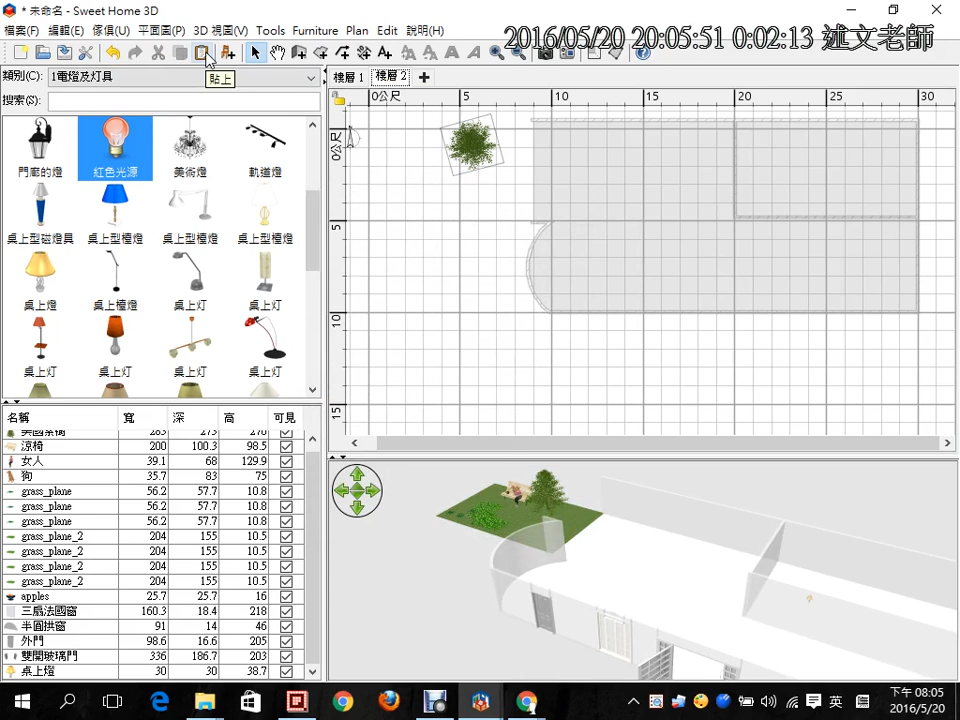 * 未命名 - Sweet Home 3D
檔案(F) 編輯(E) 傢俱(U) 平面圖(P) 3D 視圖(V) Tools Furniture Plan Edit 說明(H)
2016/05/20 20:05:51 0:02:13 述文老師
貼上
類別(C): 1電燈及灯具
搜索(S):
樓層 1 樓層 2
0公尺 5 10 15 20 25 30
0公尺
5
10
15
門廊的燈 紅色光源 美術燈 軌道燈
桌上型磁燈具 桌上型檯燈 桌上型檯燈 桌上型檯燈
桌上燈 桌上檯燈 桌上灯 桌上灯
桌上灯 桌上灯 桌上灯 桌上灯
名稱 寬 深 高 可見
涼椅 200 100.3 98.5
女人 39.1 68 129.9
狗 35.7 83 75
grass_plane 56.2 57.7 10.8
grass_plane 56.2 57.7 10.8
grass_plane 56.2 57.7 10.8
grass_plane_2 204 155 10.5
grass_plane_2 204 155 10.5
grass_plane_2 204 155 10.5
grass_plane_2 204 155 10.5
apples 25.7 25.7 16
三扇法國窗 160.3 18.4 218
半圓拱窗 91 14 46
外門 98.6 16.6 205
雙開玻璃門 336 186.7 203
桌上燈 30 30 38.7
英
下午 08:05
2016/5/20